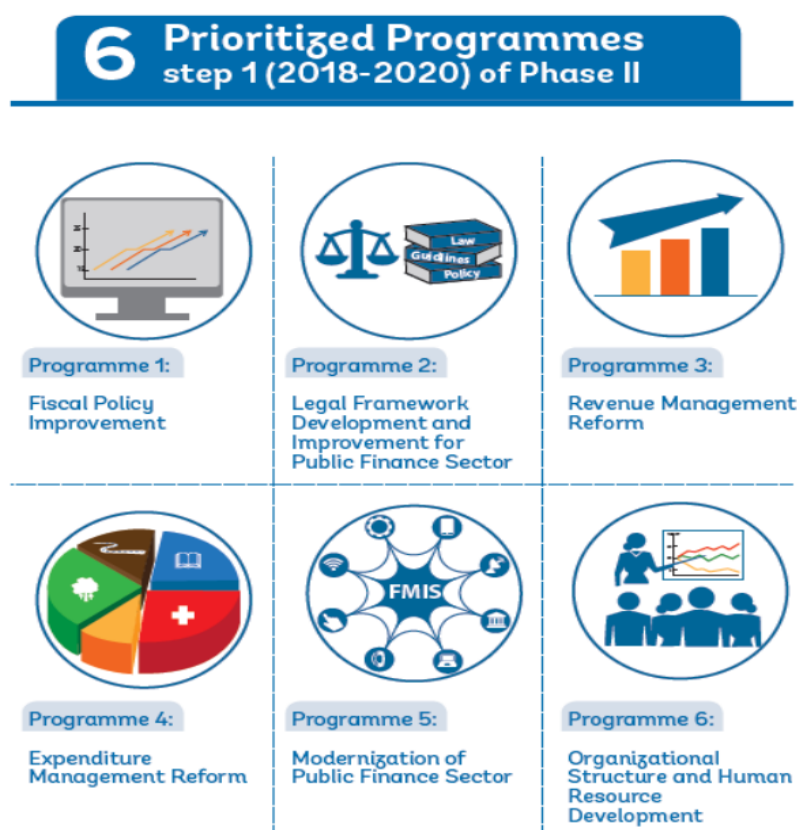 6
Prioritized Programmes
step 1 (2018-2020) of Phase II
Law
Guidlines
Policy
Programme 1:
Fiscal Policy
Improvement
Programme 2:
Legal Framework
Development and
Improvement for
Public Finance Sector
Programme 3:
Revenue Management
Reform
FMIS
Programme 4:
Expenditure
Management Reform
Programme 5:
Modernization of
Public Finance Sector
Programme 6:
Organizational
Structure and Human
Resource
Development